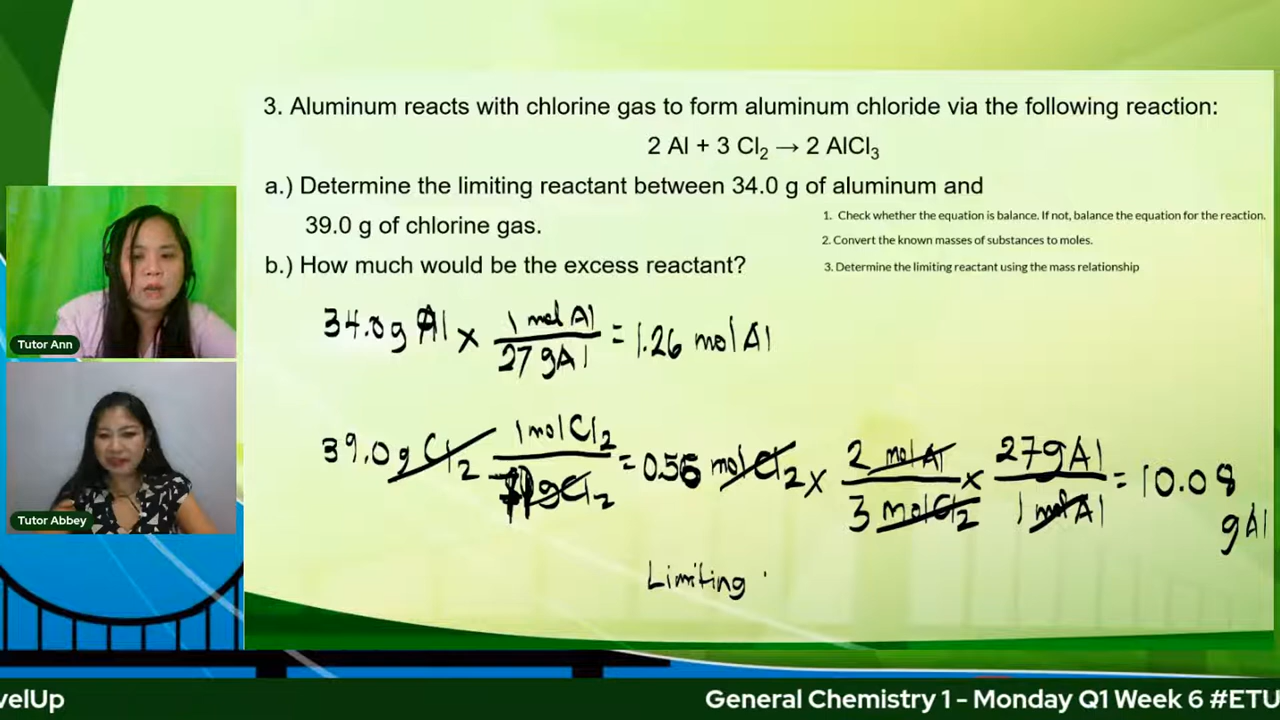 3. Aluminum reacts with chlorine gas to form aluminum chloride via the following reaction:
2 Al + 3 Cl₂ → 2 AlCl₃
a.) Determine the limiting reactant between 34.0 g of aluminum and
39.0 g of chlorine gas.
b.) How much would be the excess reactant?
1. Check whether the equation is balance. If not, balance the equation for the reaction.
2. Convert the known masses of substances to moles.
3. Determine the limiting reactant using the mass relationship
34.0g Al × 1 mol Al / 27 g Al = 1.26 mol Al
39.0g Cl₂ × 1 mol Cl₂ / 71 g Cl₂ = 0.56 mol Cl₂ × 2 mol Al / 3 mol Cl₂ × 27 g Al / 1 mol Al = 10.08 g Al
Limiting
Tutor Ann
Tutor Abbey
velUp
General Chemistry 1 - Monday Q1 Week 6 #ETU